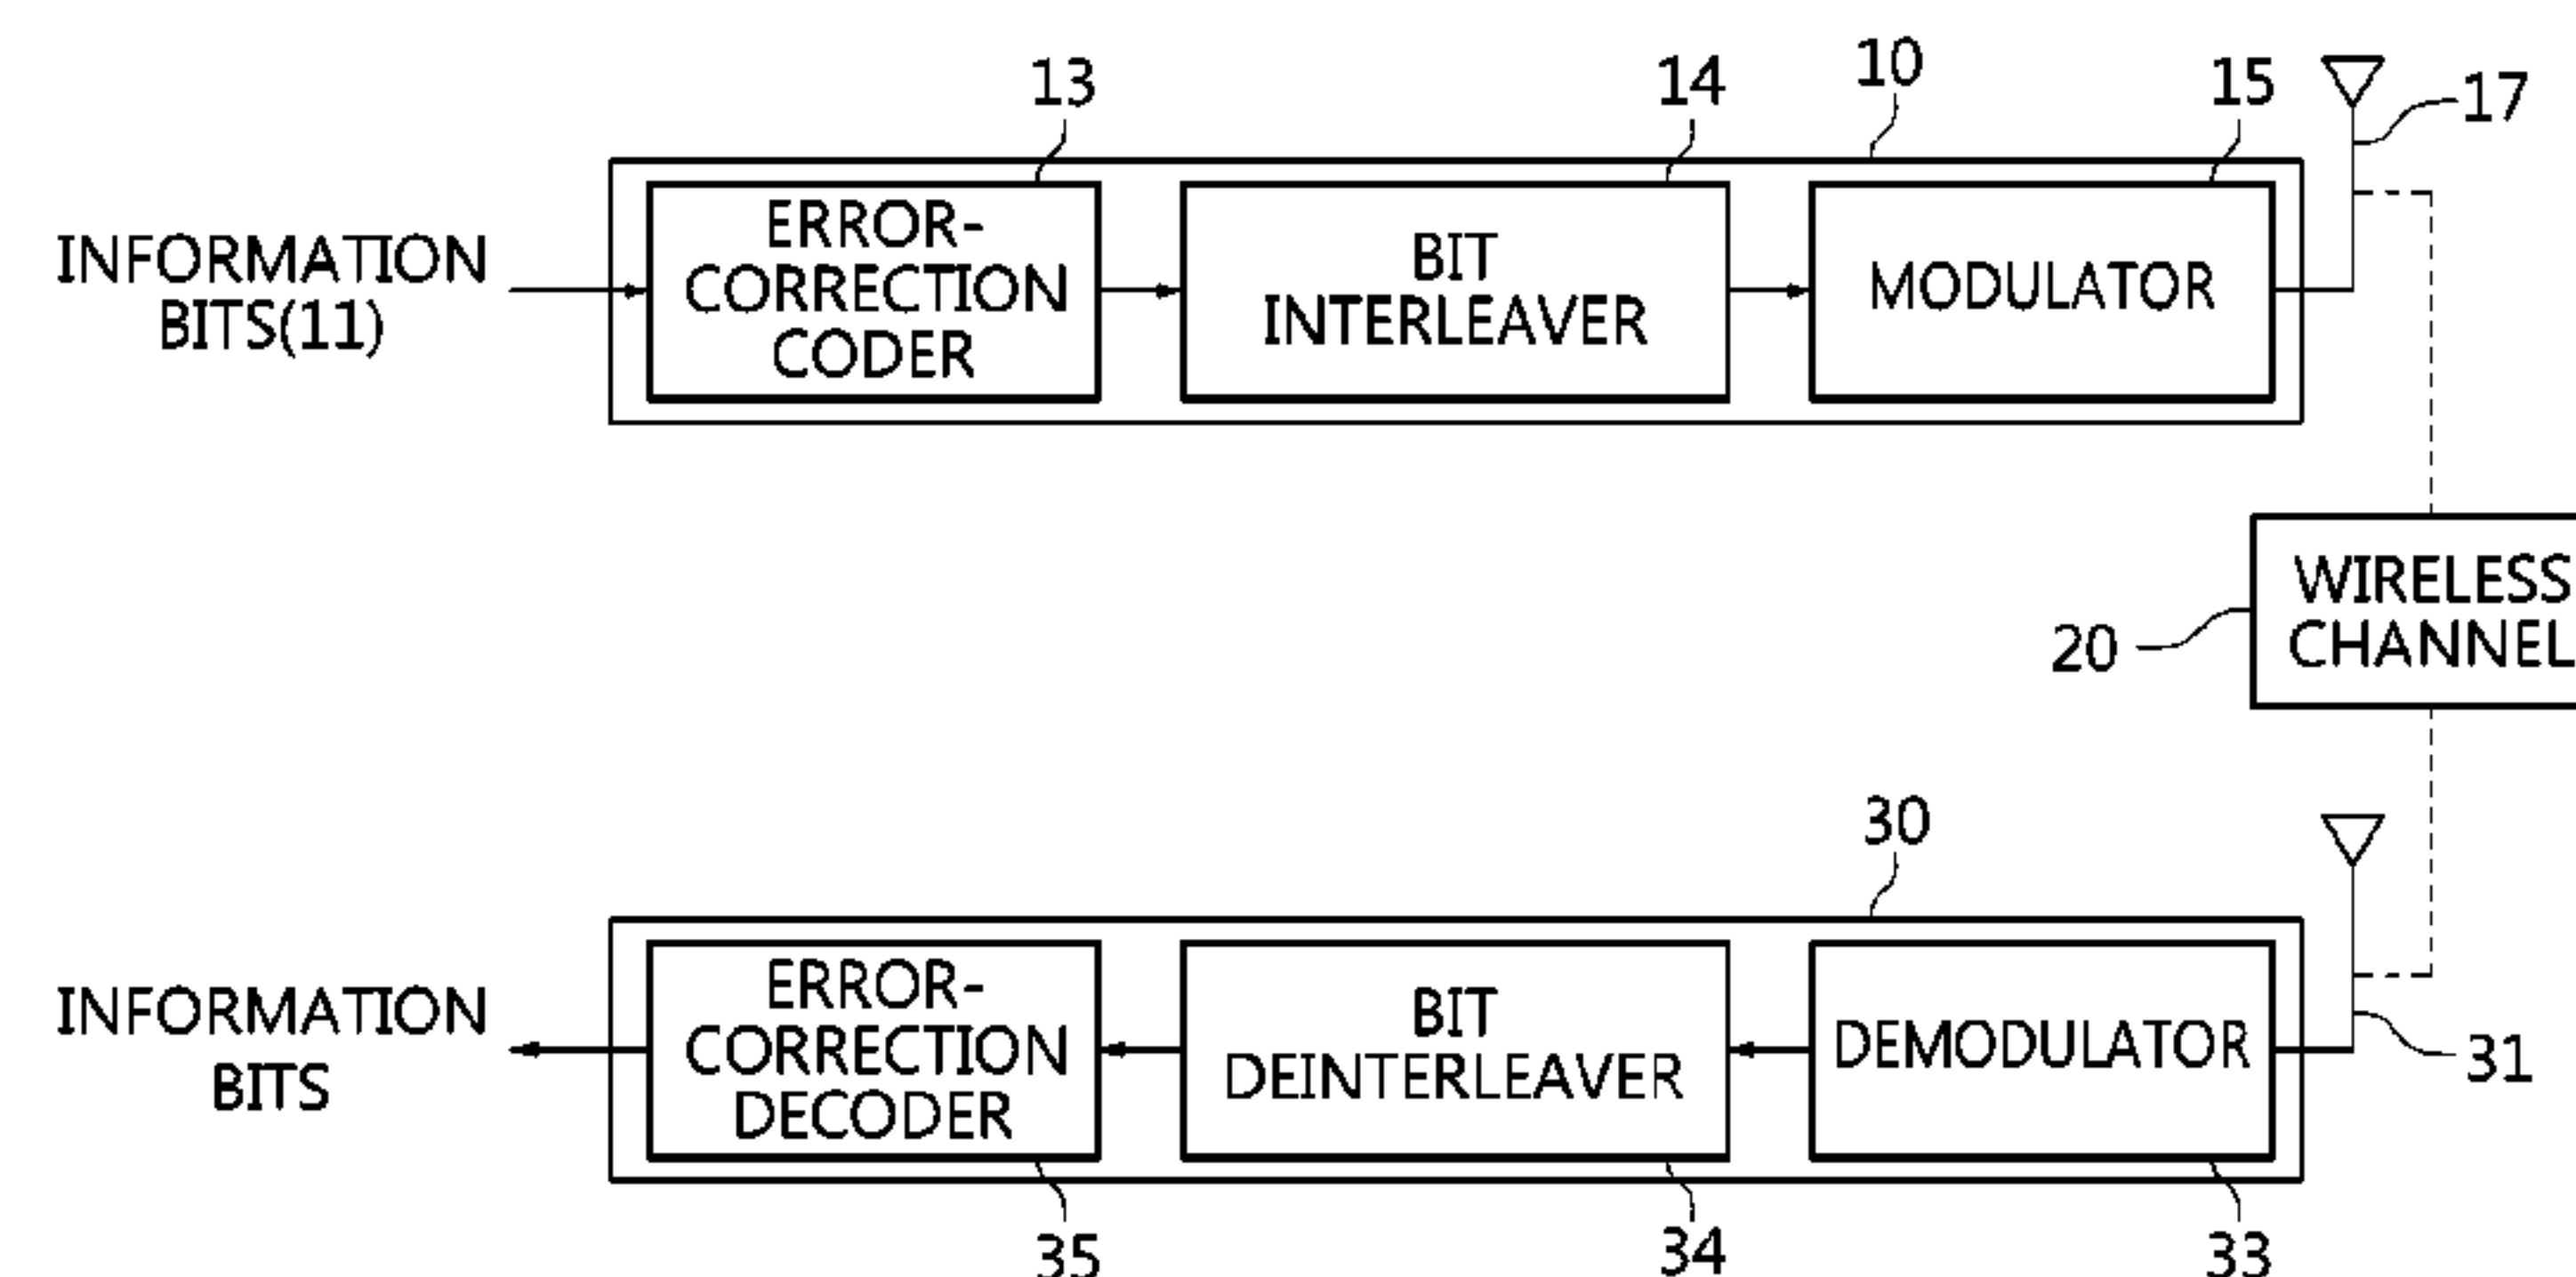 13
14
10
15
17
INFORMATION
BITS(11)
ERROR-
CORRECTION
CODER
BIT
INTERLEAVER
MODULATOR
WIRELESS
CHANNEL
20
30
INFORMATION
BITS
ERROR-
CORRECTION
DECODER
BIT
DEINTERLEAVER
DEMODULATOR
31
35
34
33